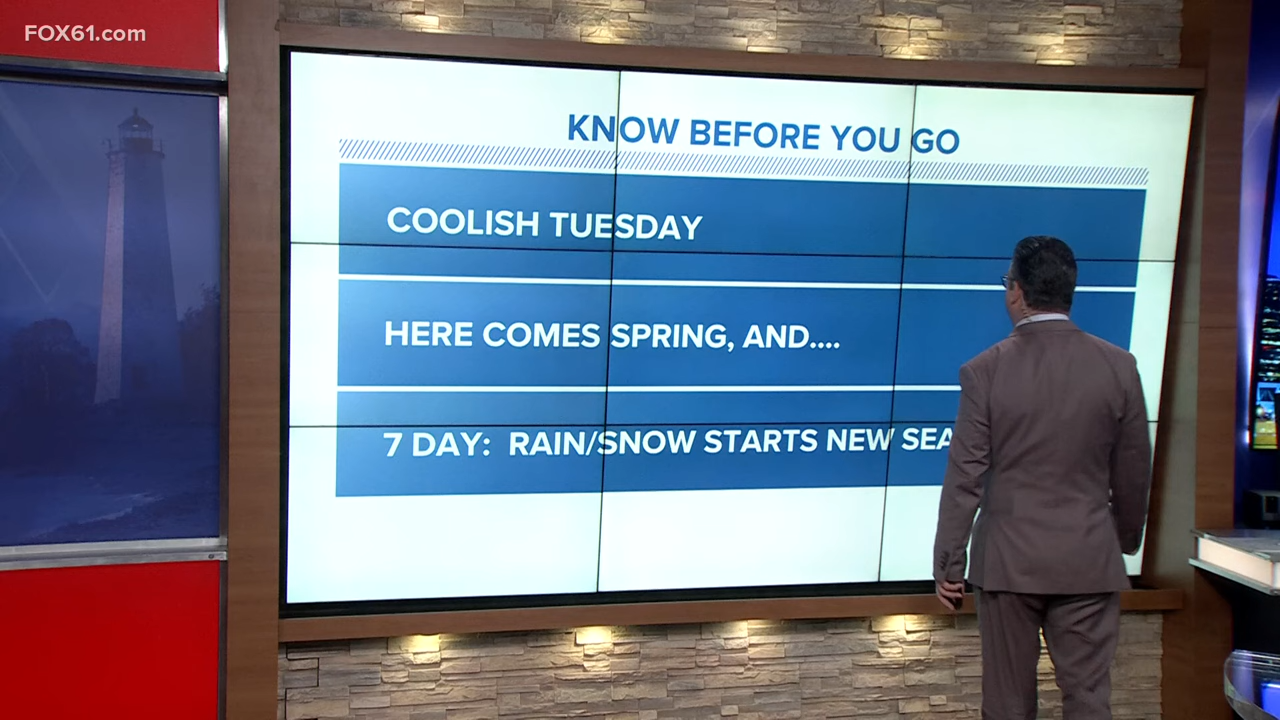 FOX61.com
KNOW BEFORE YOU GO
COOLISH TUESDAY
HERE COMES SPRING, AND....
7 DAY: RAIN/SNOW STARTS NEW SEA